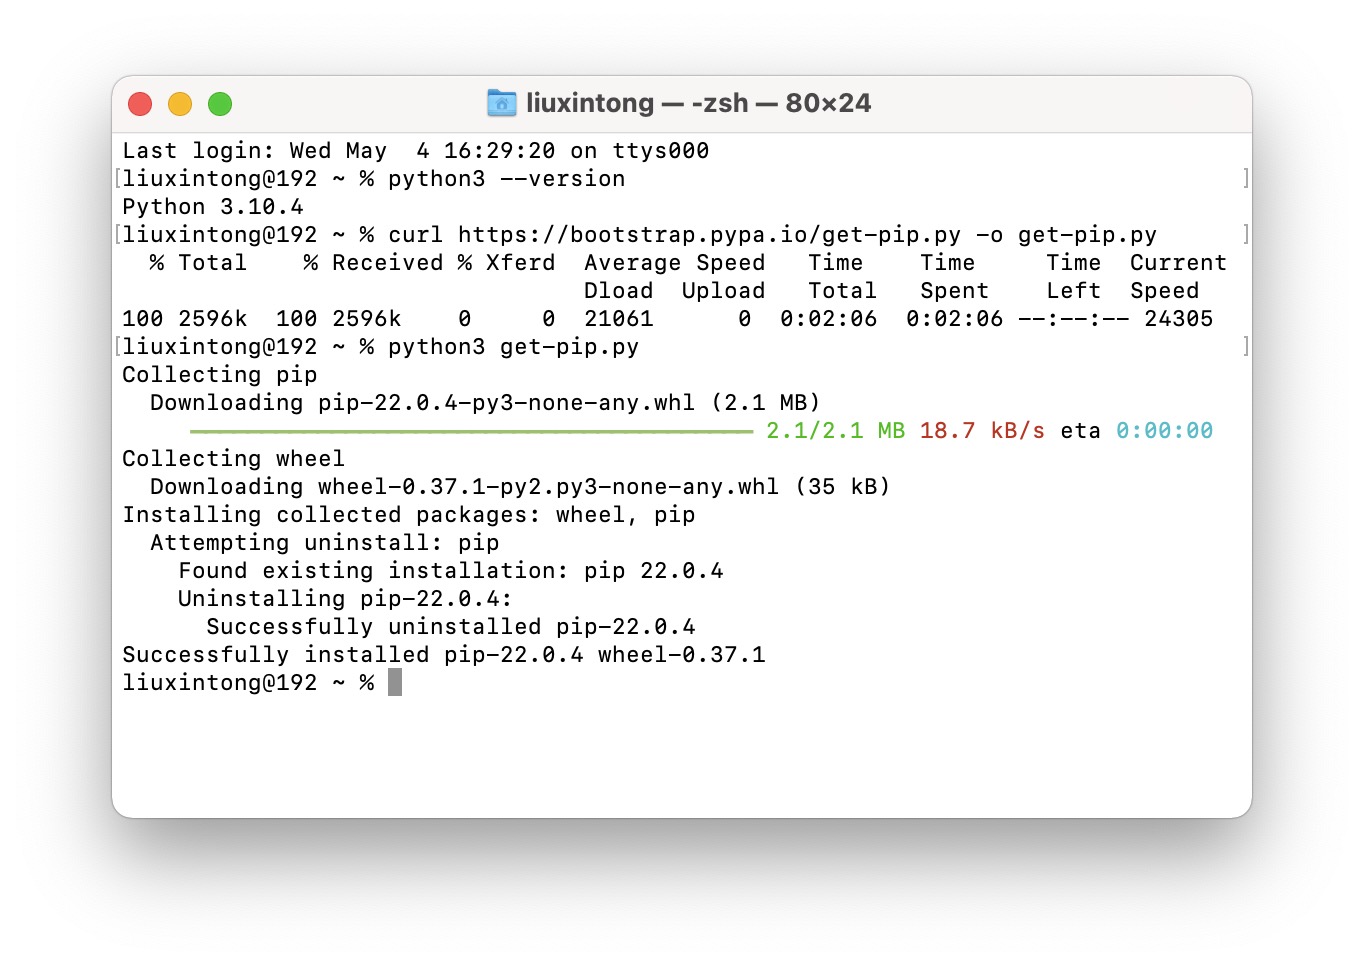 liuxintong — -zsh — 80×24
Last login: Wed May  4 16:29:20 on ttys000
[liuxintong@192 ~ % python3 --version ]
Python 3.10.4
[liuxintong@192 ~ % curl https://bootstrap.pypa.io/get-pip.py -o get-pip.py ]
  % Total    % Received % Xferd  Average Speed   Time    Time     Time  Current
                                 Dload  Upload   Total   Spent    Left  Speed
100 2596k  100 2596k    0     0  21061      0  0:02:06  0:02:06 --:--:-- 24305
[liuxintong@192 ~ % python3 get-pip.py ]
Collecting pip
  Downloading pip-22.0.4-py3-none-any.whl (2.1 MB)
     ━━━━━━━━━━━━━━━━━━━━━━━━━━━━━━━━━━━━━━━━ 2.1/2.1 MB 18.7 kB/s eta 0:00:00
Collecting wheel
  Downloading wheel-0.37.1-py2.py3-none-any.whl (35 kB)
Installing collected packages: wheel, pip
  Attempting uninstall: pip
    Found existing installation: pip 22.0.4
    Uninstalling pip-22.0.4:
      Successfully uninstalled pip-22.0.4
Successfully installed pip-22.0.4 wheel-0.37.1
liuxintong@192 ~ %